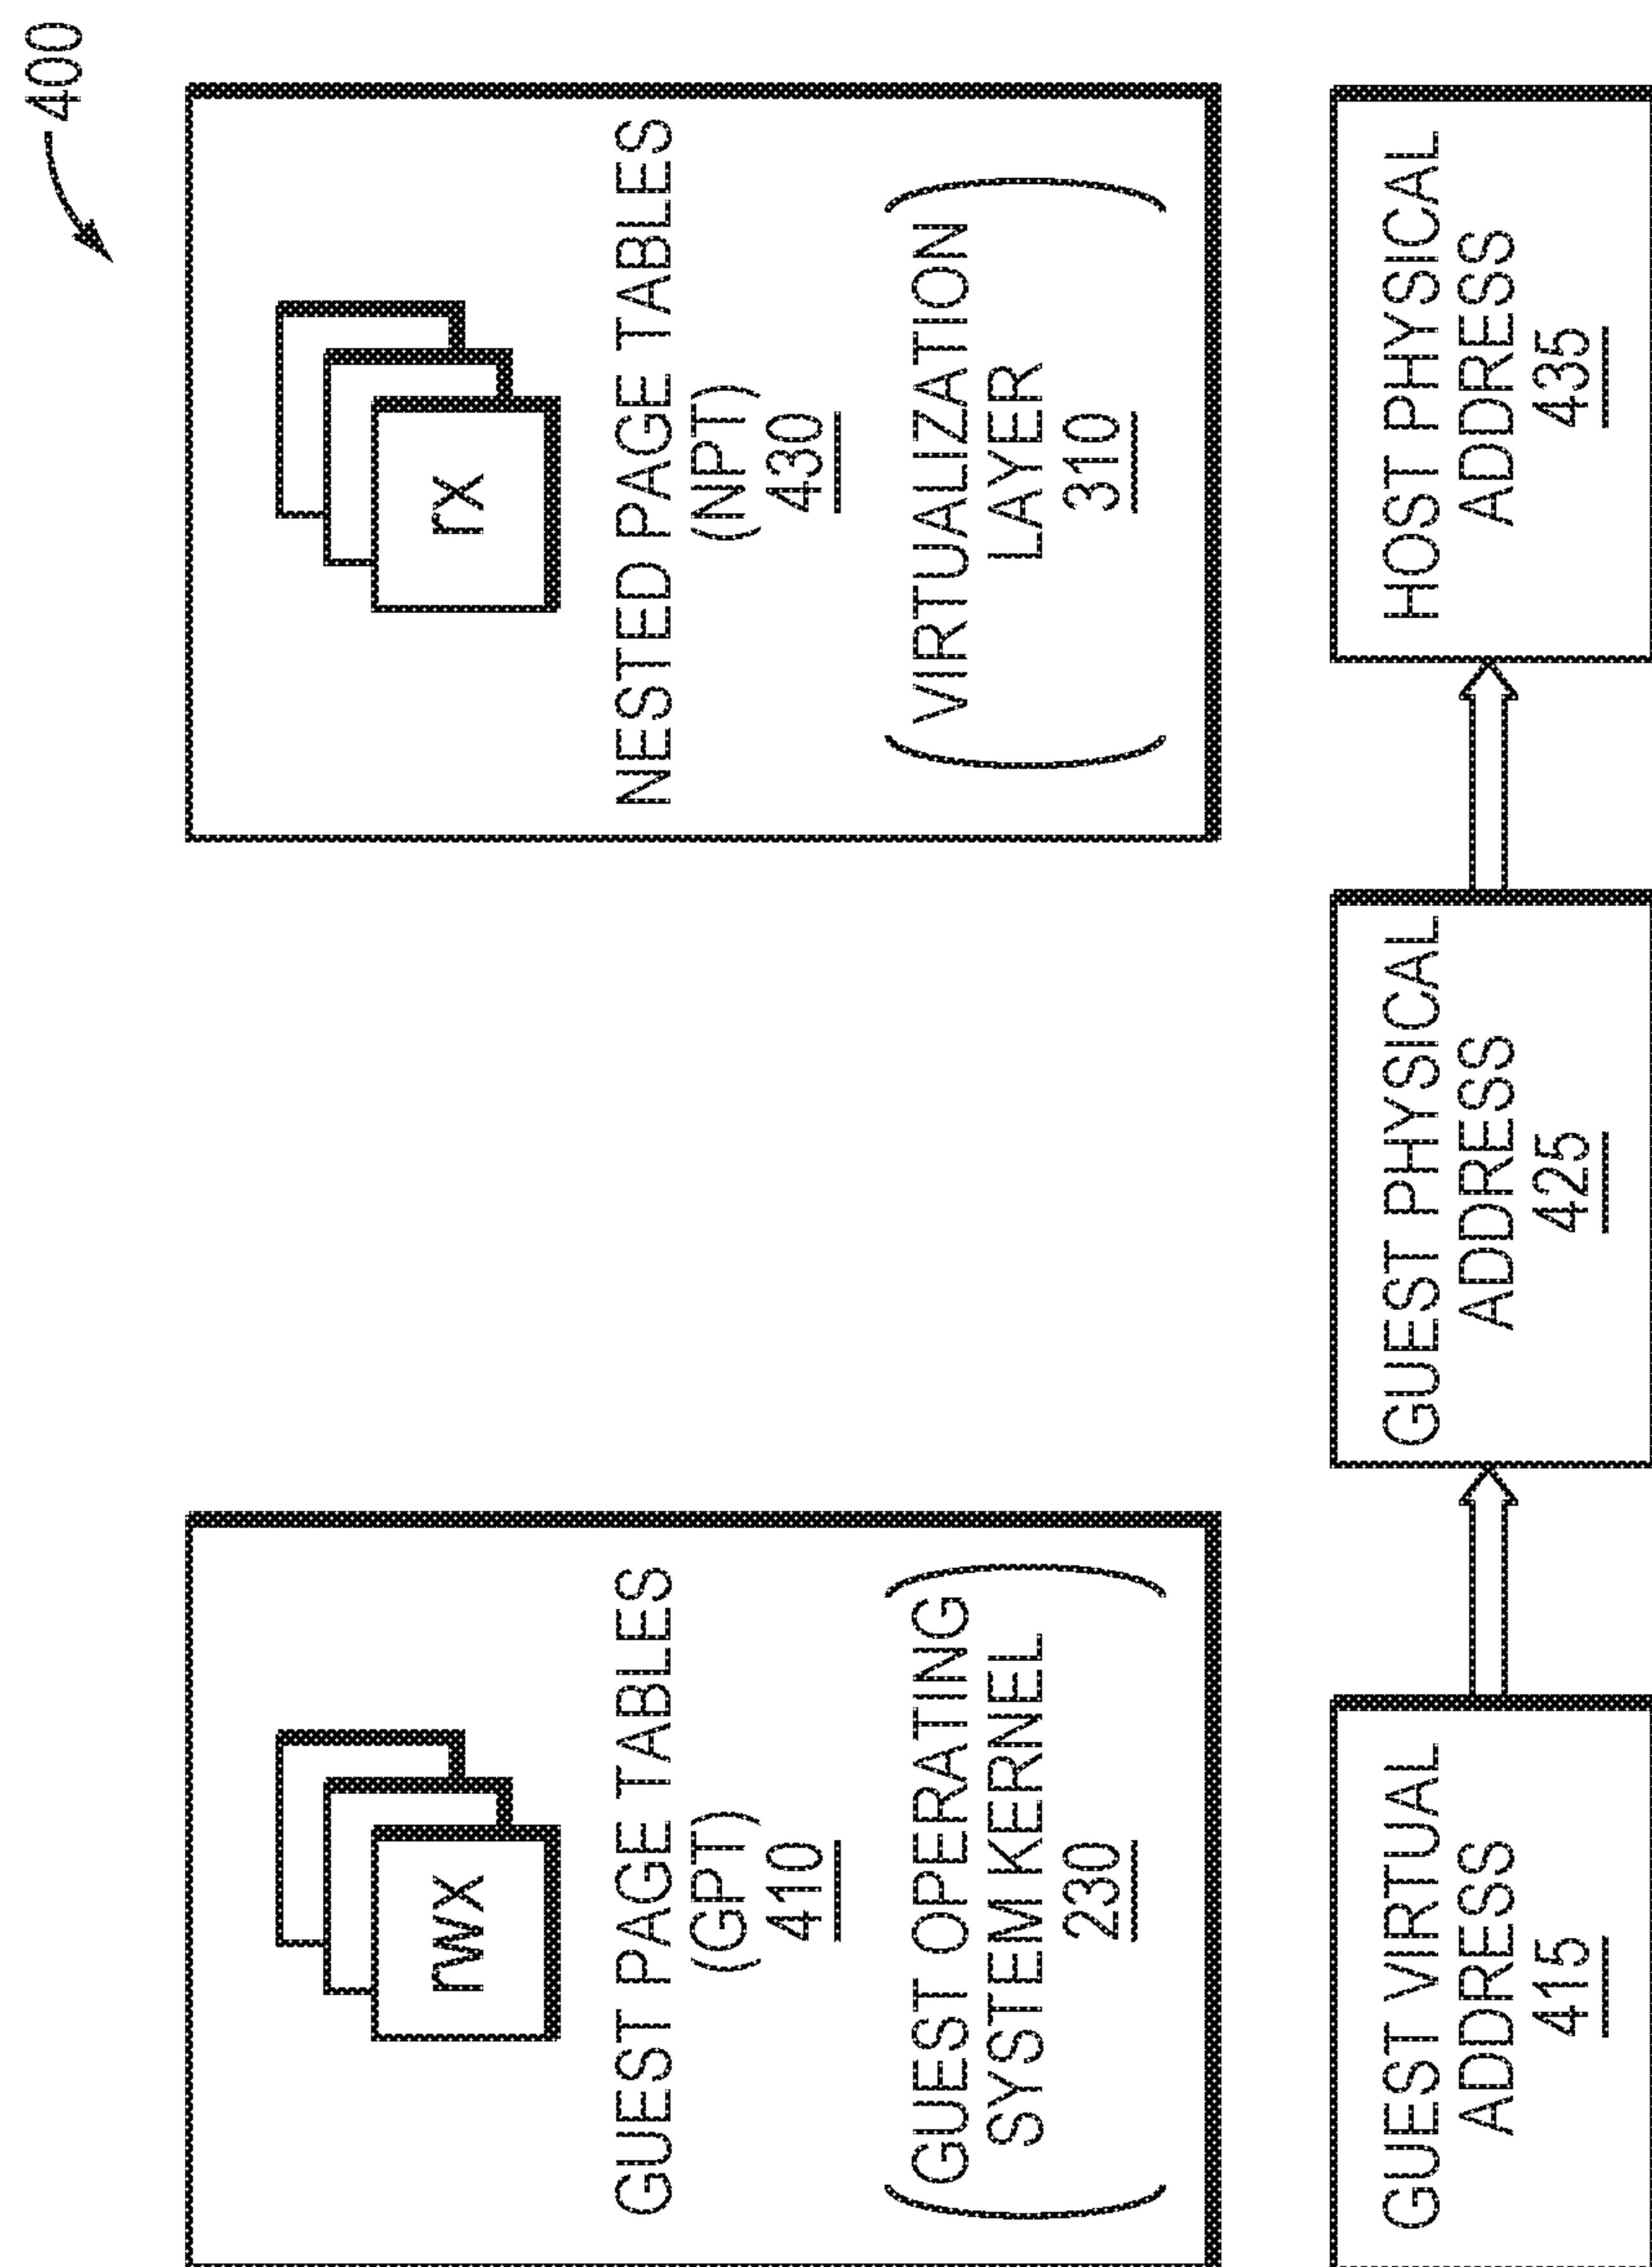 400
rwx
GUEST PAGE TABLES
(GPT)
410
(GUEST OPERATING
SYSTEM KERNEL
230)
rx
NESTED PAGE TABLES
(NPT)
430
(VIRTUALIZATION
LAYER
310)
GUEST VIRTUAL
ADDRESS
415
GUEST PHYSICAL
ADDRESS
425
HOST PHYSICAL
ADDRESS
435